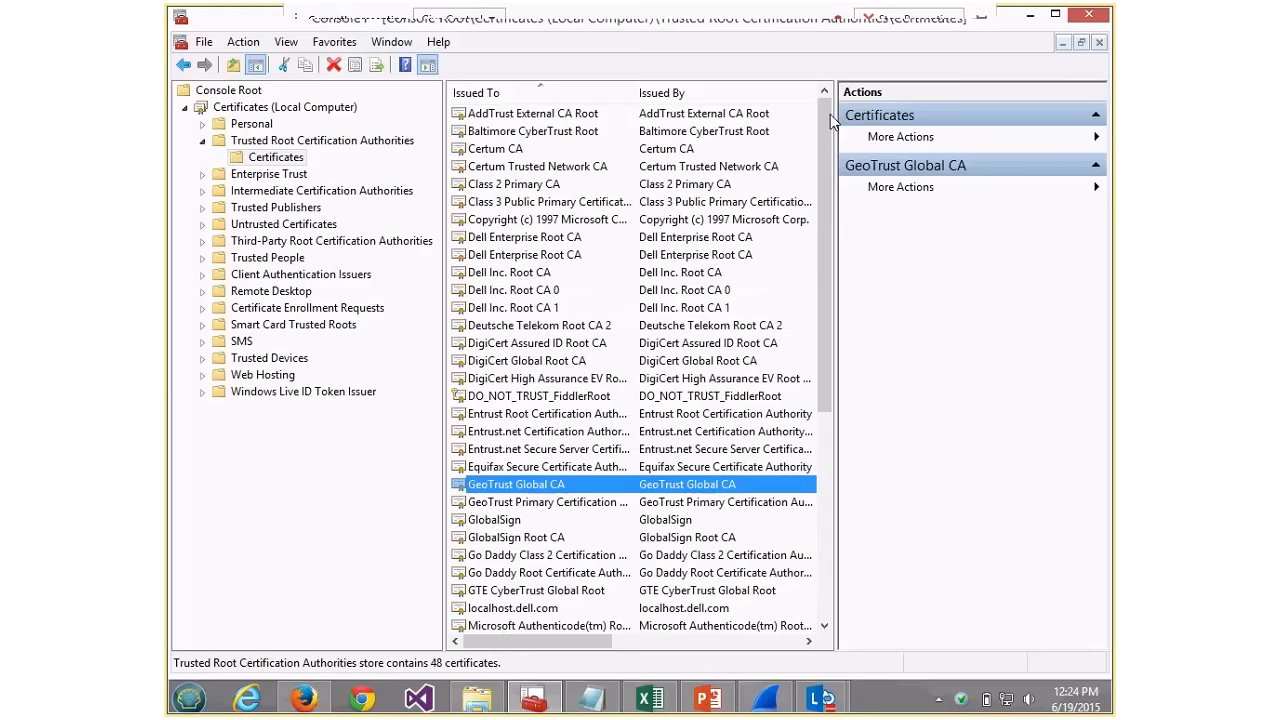 File Action View Favorites Window Help
Console Root
Certificates (Local Computer)
Personal
Trusted Root Certification Authorities
Certificates
Enterprise Trust
Intermediate Certification Authorities
Trusted Publishers
Untrusted Certificates
Third-Party Root Certification Authorities
Trusted People
Client Authentication Issuers
Remote Desktop
Certificate Enrollment Requests
Smart Card Trusted Roots
SMS
Trusted Devices
Web Hosting
Windows Live ID Token Issuer
Issued To Issued By
AddTrust External CA Root AddTrust External CA Root
Baltimore CyberTrust Root Baltimore CyberTrust Root
Certum CA Certum CA
Certum Trusted Network CA Certum Trusted Network CA
Class 2 Primary CA Class 2 Primary CA
Class 3 Public Primary Certificat... Class 3 Public Primary Certificatio...
Copyright (c) 1997 Microsoft C... Copyright (c) 1997 Microsoft Corp.
Dell Enterprise Root CA Dell Enterprise Root CA
Dell Enterprise Root CA Dell Enterprise Root CA
Dell Inc. Root CA Dell Inc. Root CA
Dell Inc. Root CA 0 Dell Inc. Root CA 0
Dell Inc. Root CA 1 Dell Inc. Root CA 1
Deutsche Telekom Root CA 2 Deutsche Telekom Root CA 2
DigiCert Assured ID Root CA DigiCert Assured ID Root CA
DigiCert Global Root CA DigiCert Global Root CA
DigiCert High Assurance EV Ro... DigiCert High Assurance EV Root ...
DO_NOT_TRUST_FiddlerRoot DO_NOT_TRUST_FiddlerRoot
Entrust Root Certification Auth... Entrust Root Certification Authority
Entrust.net Certification Author... Entrust.net Certification Authority...
Entrust.net Secure Server Certifi... Entrust.net Secure Server Certifica...
Equifax Secure Certificate Auth... Equifax Secure Certificate Authority
GeoTrust Global CA GeoTrust Global CA
GeoTrust Primary Certification ... GeoTrust Primary Certification Au...
GlobalSign GlobalSign
GlobalSign Root CA GlobalSign Root CA
Go Daddy Class 2 Certification ... Go Daddy Class 2 Certification Au...
Go Daddy Root Certificate Auth... Go Daddy Root Certificate Author...
GTE CyberTrust Global Root GTE CyberTrust Global Root
localhost.dell.com localhost.dell.com
Microsoft Authenticode(tm) Ro... Microsoft Authenticode(tm) Root...
Actions
Certificates
More Actions
GeoTrust Global CA
More Actions
Trusted Root Certification Authorities store contains 48 certificates.
12:24 PM
6/19/2015